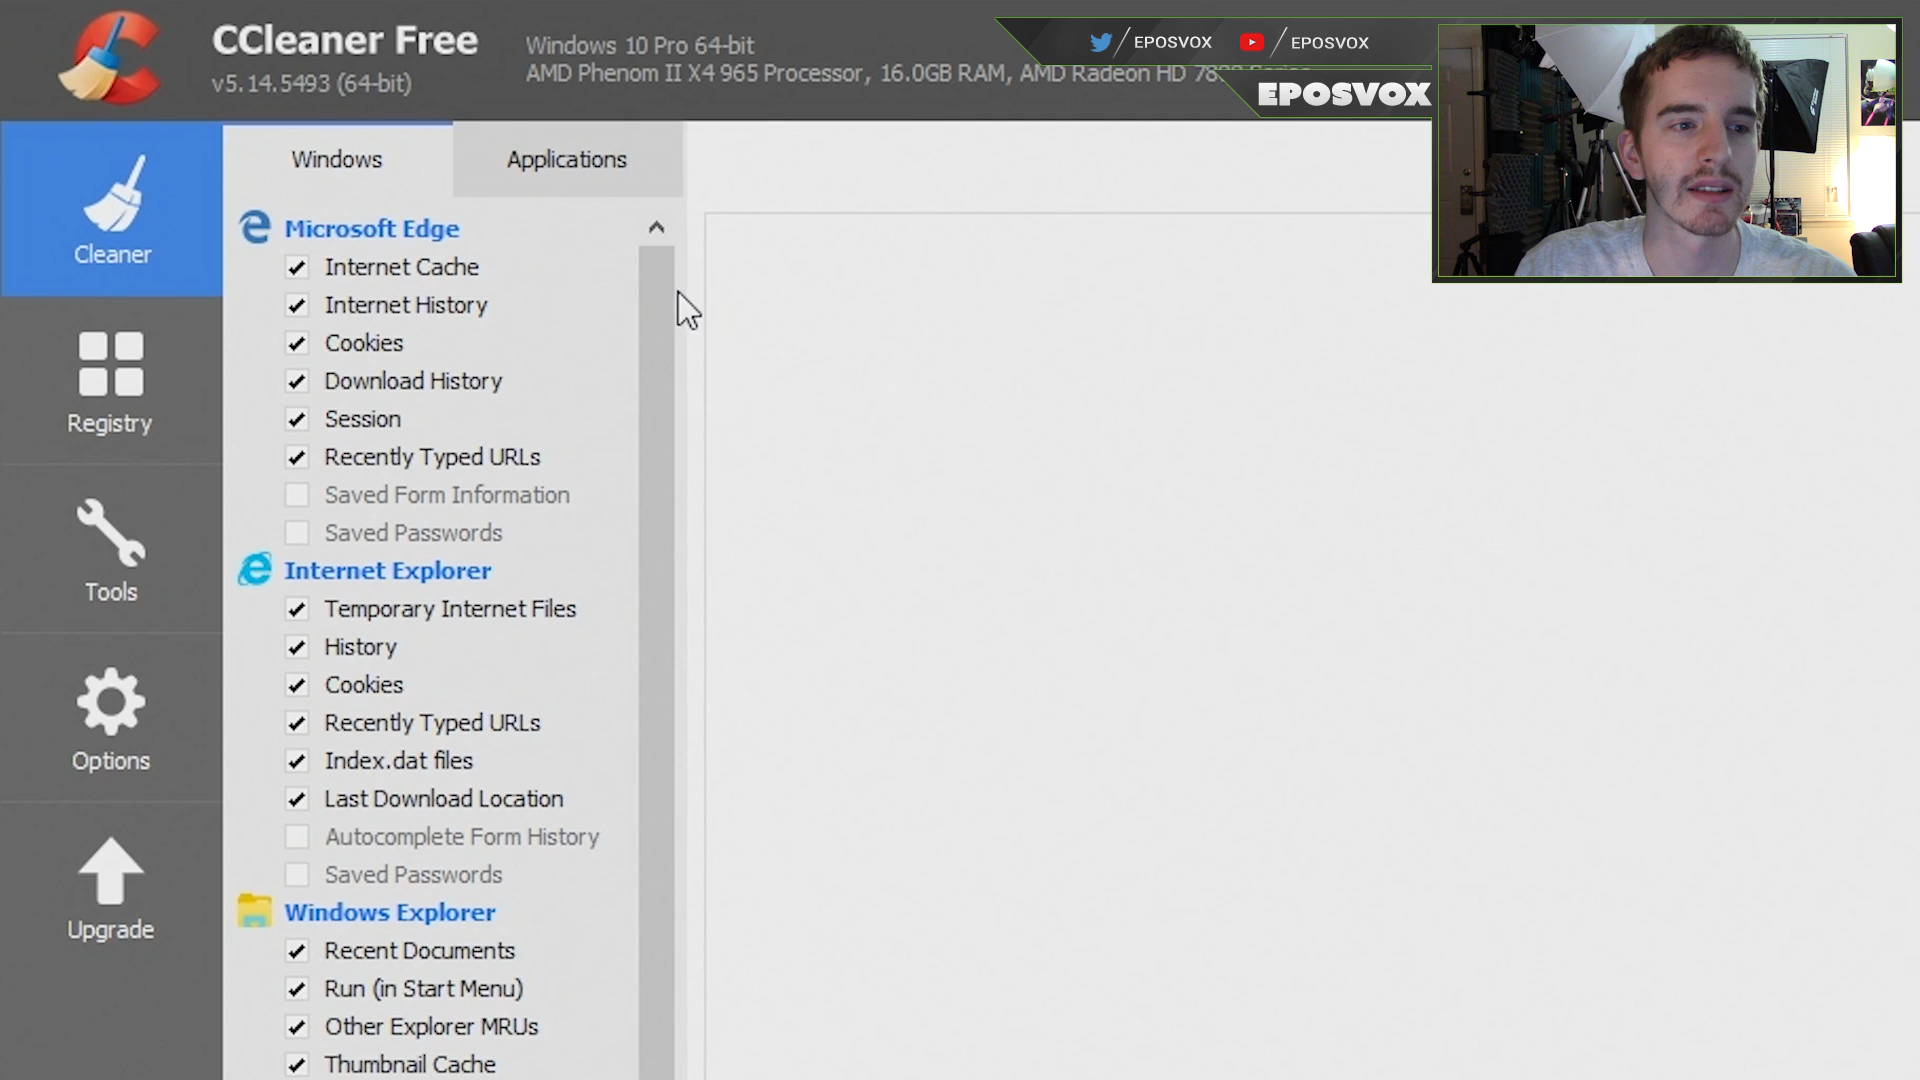 CCleaner Free
v5.14.5493 (64-bit)
Windows 10 Pro 64-bit
AMD Phenom II X4 965 Processor, 16.0GB RAM, AMD Radeon HD
EPOSVOX
EPOSVOX
EPOSVOX
Cleaner
Registry
Tools
Options
Upgrade
Windows
Applications
Microsoft Edge
Internet Cache
Internet History
Cookies
Download History
Session
Recently Typed URLs
Saved Form Information
Saved Passwords
Internet Explorer
Temporary Internet Files
History
Cookies
Recently Typed URLs
Index.dat files
Last Download Location
Autocomplete Form History
Saved Passwords
Windows Explorer
Recent Documents
Run (in Start Menu)
Other Explorer MRUs
Thumbnail Cache